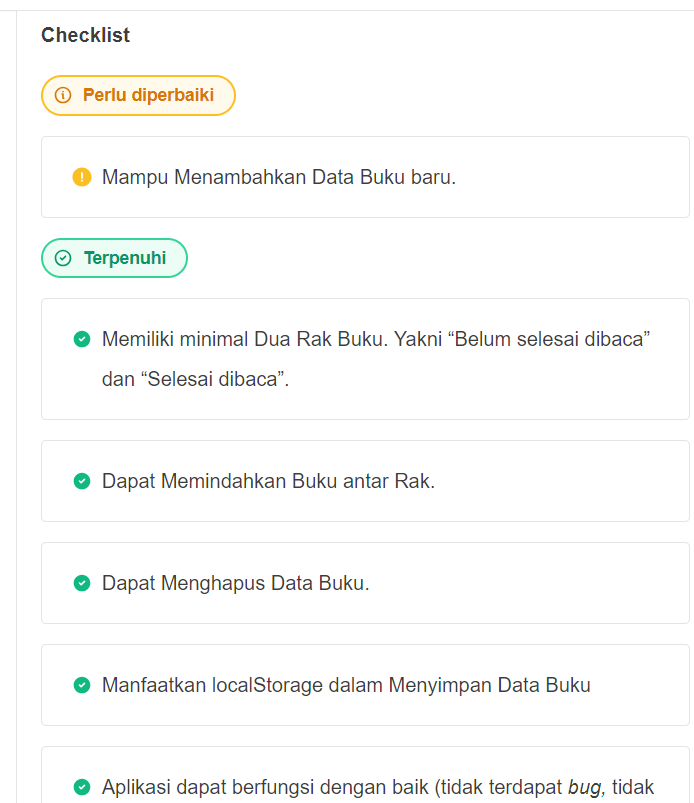 Checklist
Perlu diperbaiki
Mampu Menambahkan Data Buku baru.
Terpenuhi
Memiliki minimal Dua Rak Buku. Yakni “Belum selesai dibaca”
dan “Selesai dibaca”.
Dapat Memindahkan Buku antar Rak.
Dapat Menghapus Data Buku.
Manfaatkan localStorage dalam Menyimpan Data Buku
Aplikasi dapat berfungsi dengan baik (tidak terdapat bug, tidak